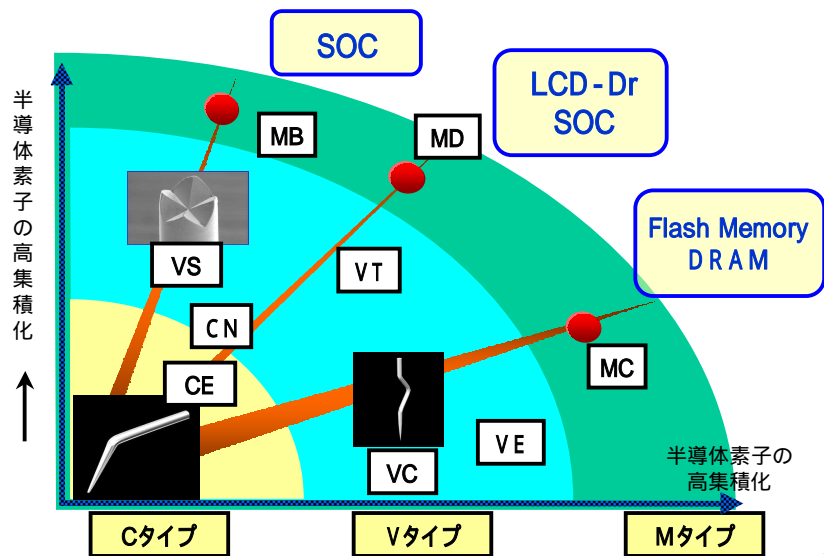 SOC
LCD-Dr
SOC
半導体素子の高集積化
MB
MD
Flash Memory
DRAM
VS
VT
CN
CE
MC
VE
VC
半導体素子の
高集積化
Cタイプ
Vタイプ
Mタイプ